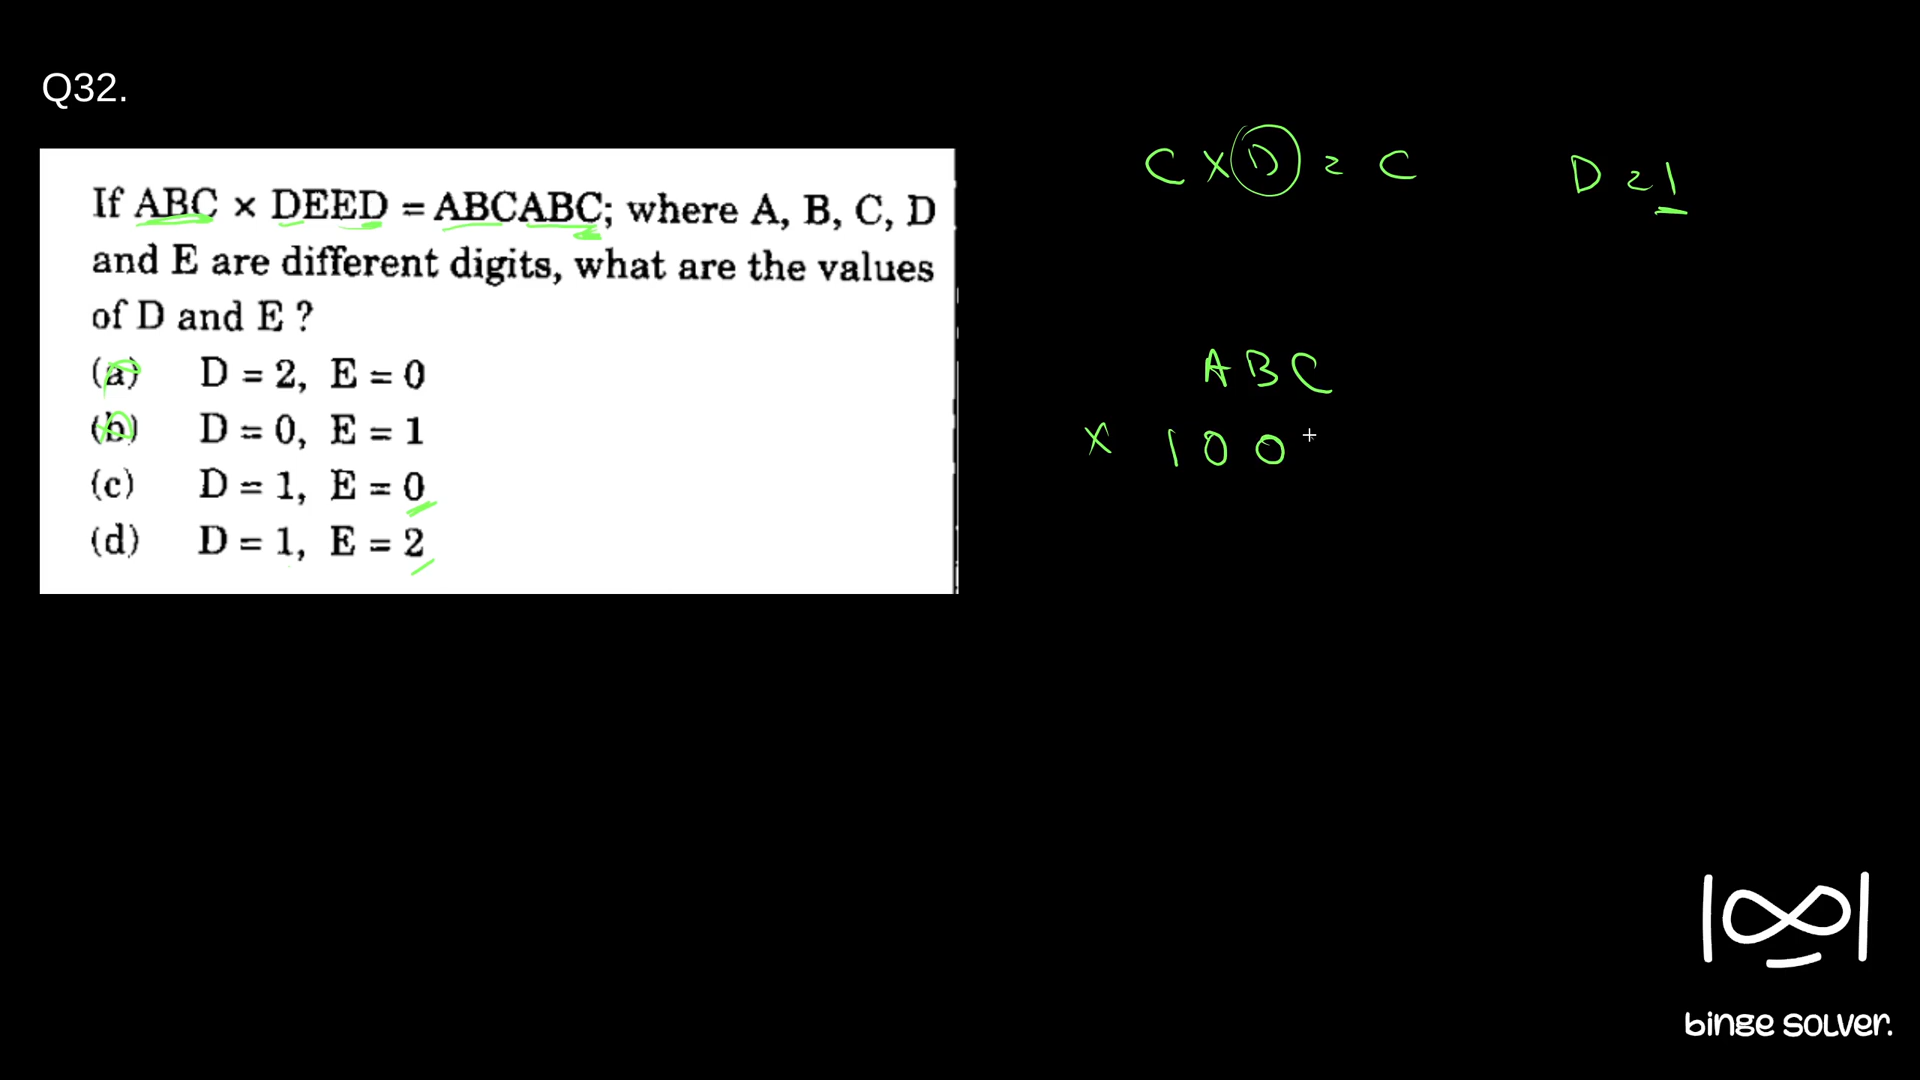 Q32.
If ABC × DEED = ABCABC; where A, B, C, D
and E are different digits, what are the values
of D and E ?
(a) D = 2, E = 0
(b) D = 0, E = 1
(c) D = 1, E = 0
(d) D = 1, E = 2
C × D = C
D = 1
A B C
× 1 0 0
binge solver.